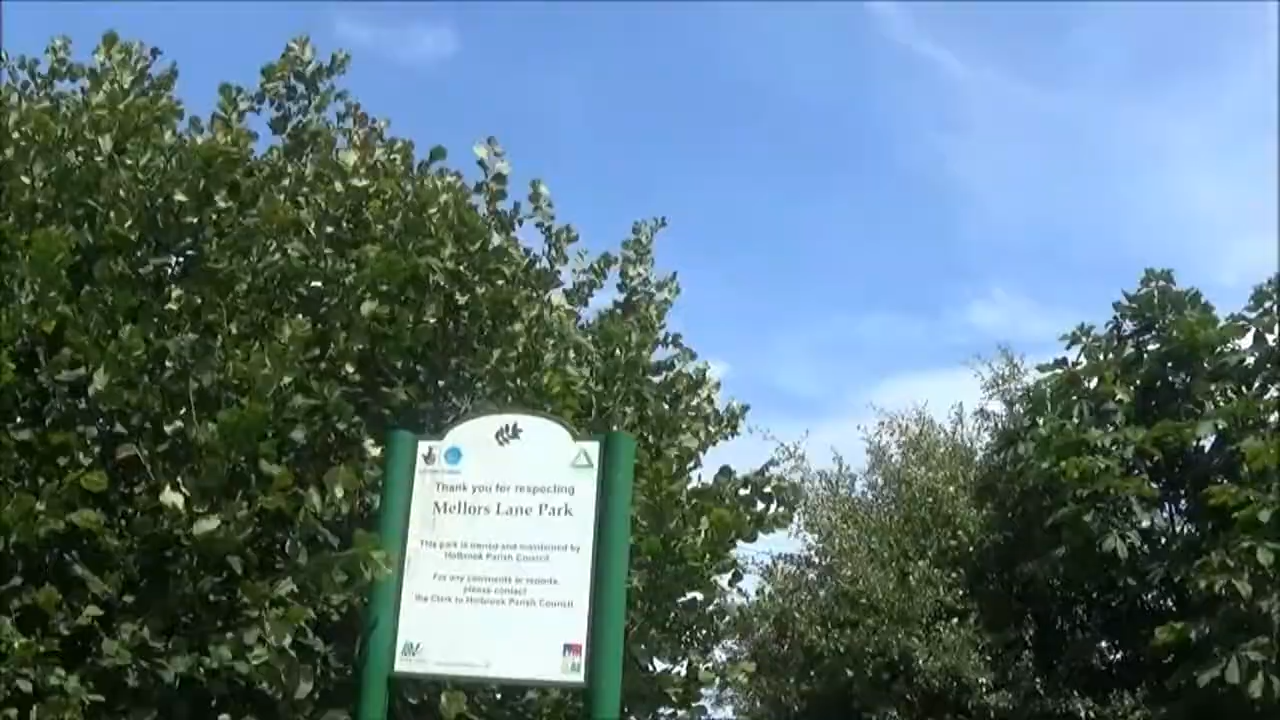 Thank you for respecting
Mellors Lane Park
This park is owned and maintained by
Holbrook Parish Council
For any comments or reports,
please contact
the Clerk to Holbrook Parish Council